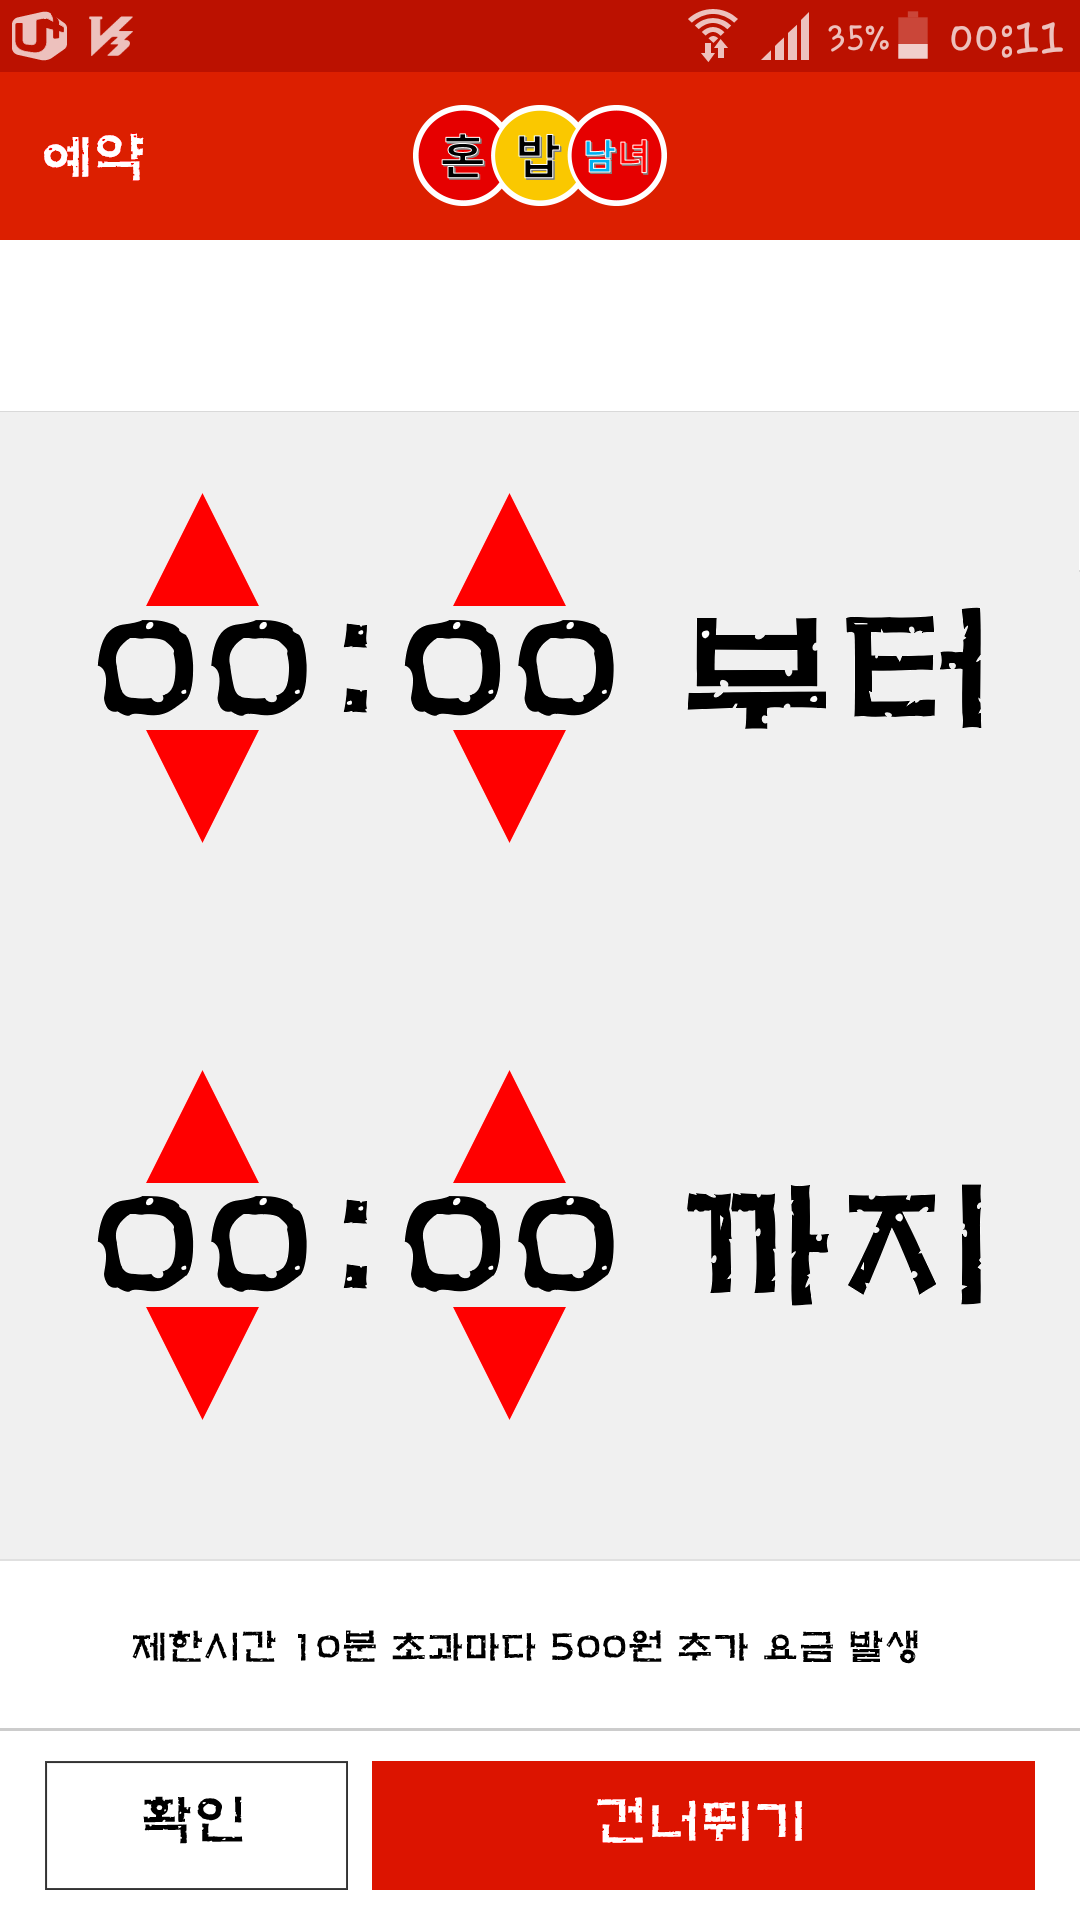 U+ V3 35% 00:11
예약 혼 밥 남녀
00:00 부터
00:00 까지
제한시간 10분 초과마다 500원 추가 요금 발생
확인 건너뛰기